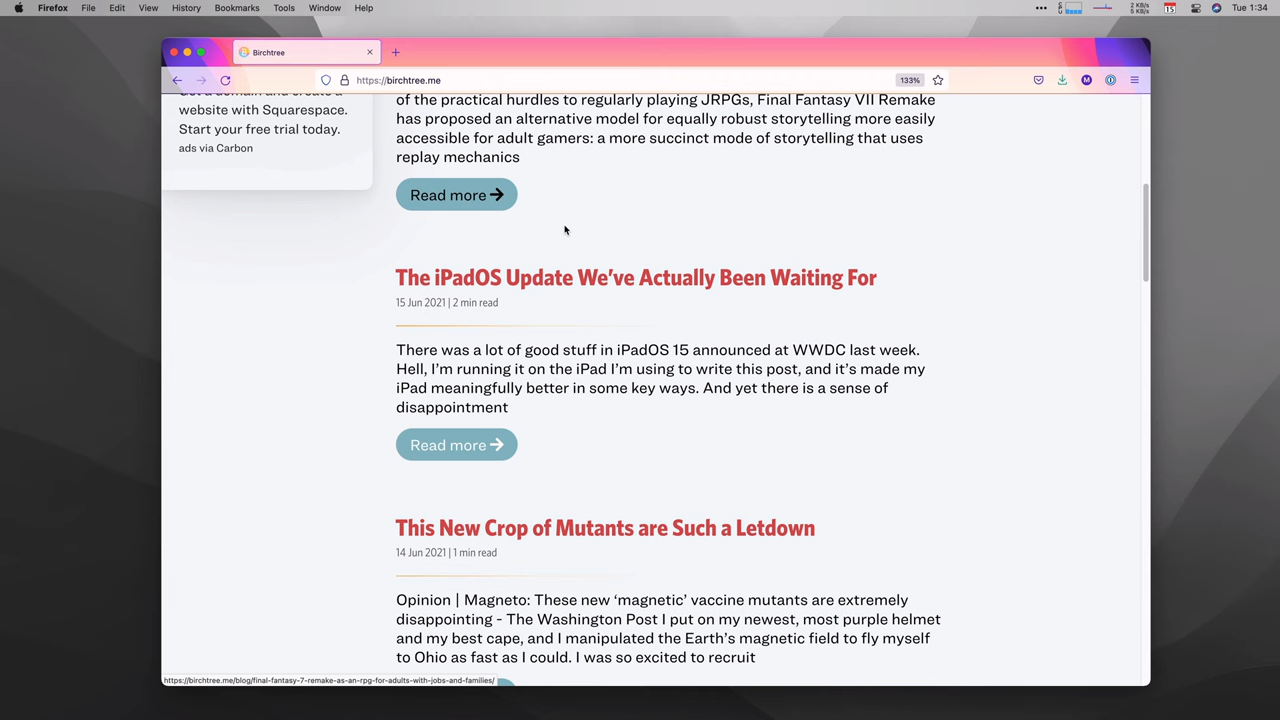 Firefox File Edit View History Bookmarks Tools Window Help
2 KB/s
5 KB/s
15
Tue 1:34
Birchtree
https://birchtree.me
133%
M
website with Squarespace.
Start your free trial today.
ads via Carbon
of the practical hurdles to regularly playing JRPGs, Final Fantasy VII Remake
has proposed an alternative model for equally robust storytelling more easily
accessible for adult gamers: a more succinct mode of storytelling that uses
replay mechanics
Read more
The iPadOS Update We've Actually Been Waiting For
15 Jun 2021 | 2 min read
There was a lot of good stuff in iPadOS 15 announced at WWDC last week.
Hell, I'm running it on the iPad I'm using to write this post, and it's made my
iPad meaningfully better in some key ways. And yet there is a sense of
disappointment
Read more
This New Crop of Mutants are Such a Letdown
14 Jun 2021 | 1 min read
Opinion | Magneto: These new ‘magnetic’ vaccine mutants are extremely
disappointing - The Washington Post I put on my newest, most purple helmet
and my best cape, and I manipulated the Earth's magnetic field to fly myself
to Ohio as fast as I could. I was so excited to recruit
https://birchtree.me/blog/final-fantasy-7-remake-as-an-rpg-for-adults-with-jobs-and-families/